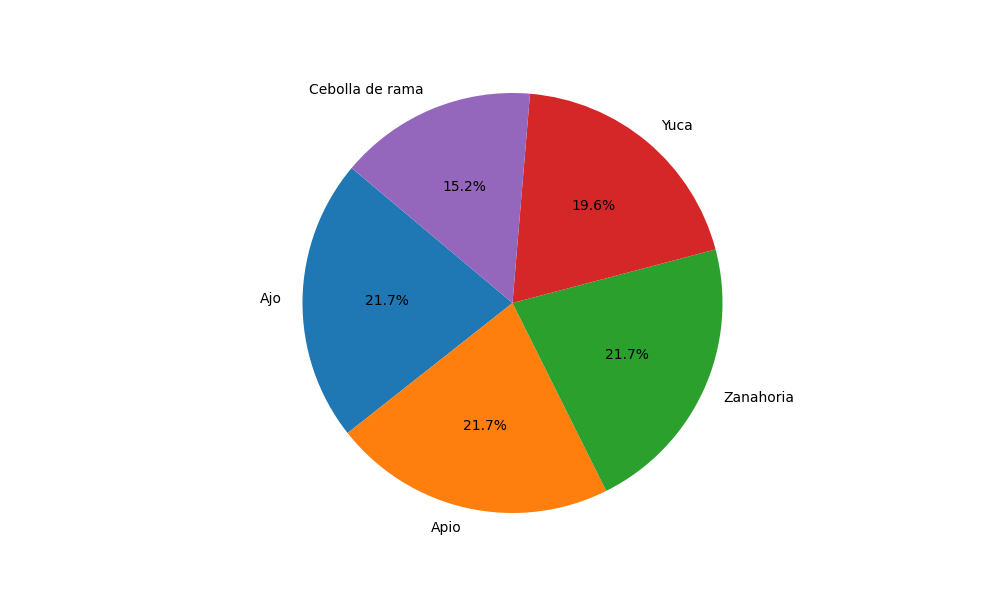 Cebolla de rama
Yuca
15.2%
19.6%
Ajo
21.7%
21.7%
Zanahoria
21.7%
Apio